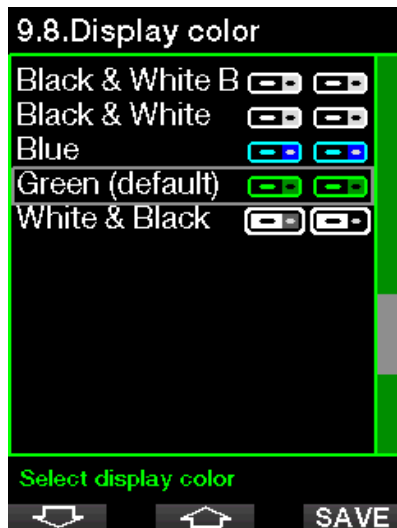 9.8.Display color
Black & White B
Black & White
Blue
Green (default)
White & Black
Select display color
SAVE